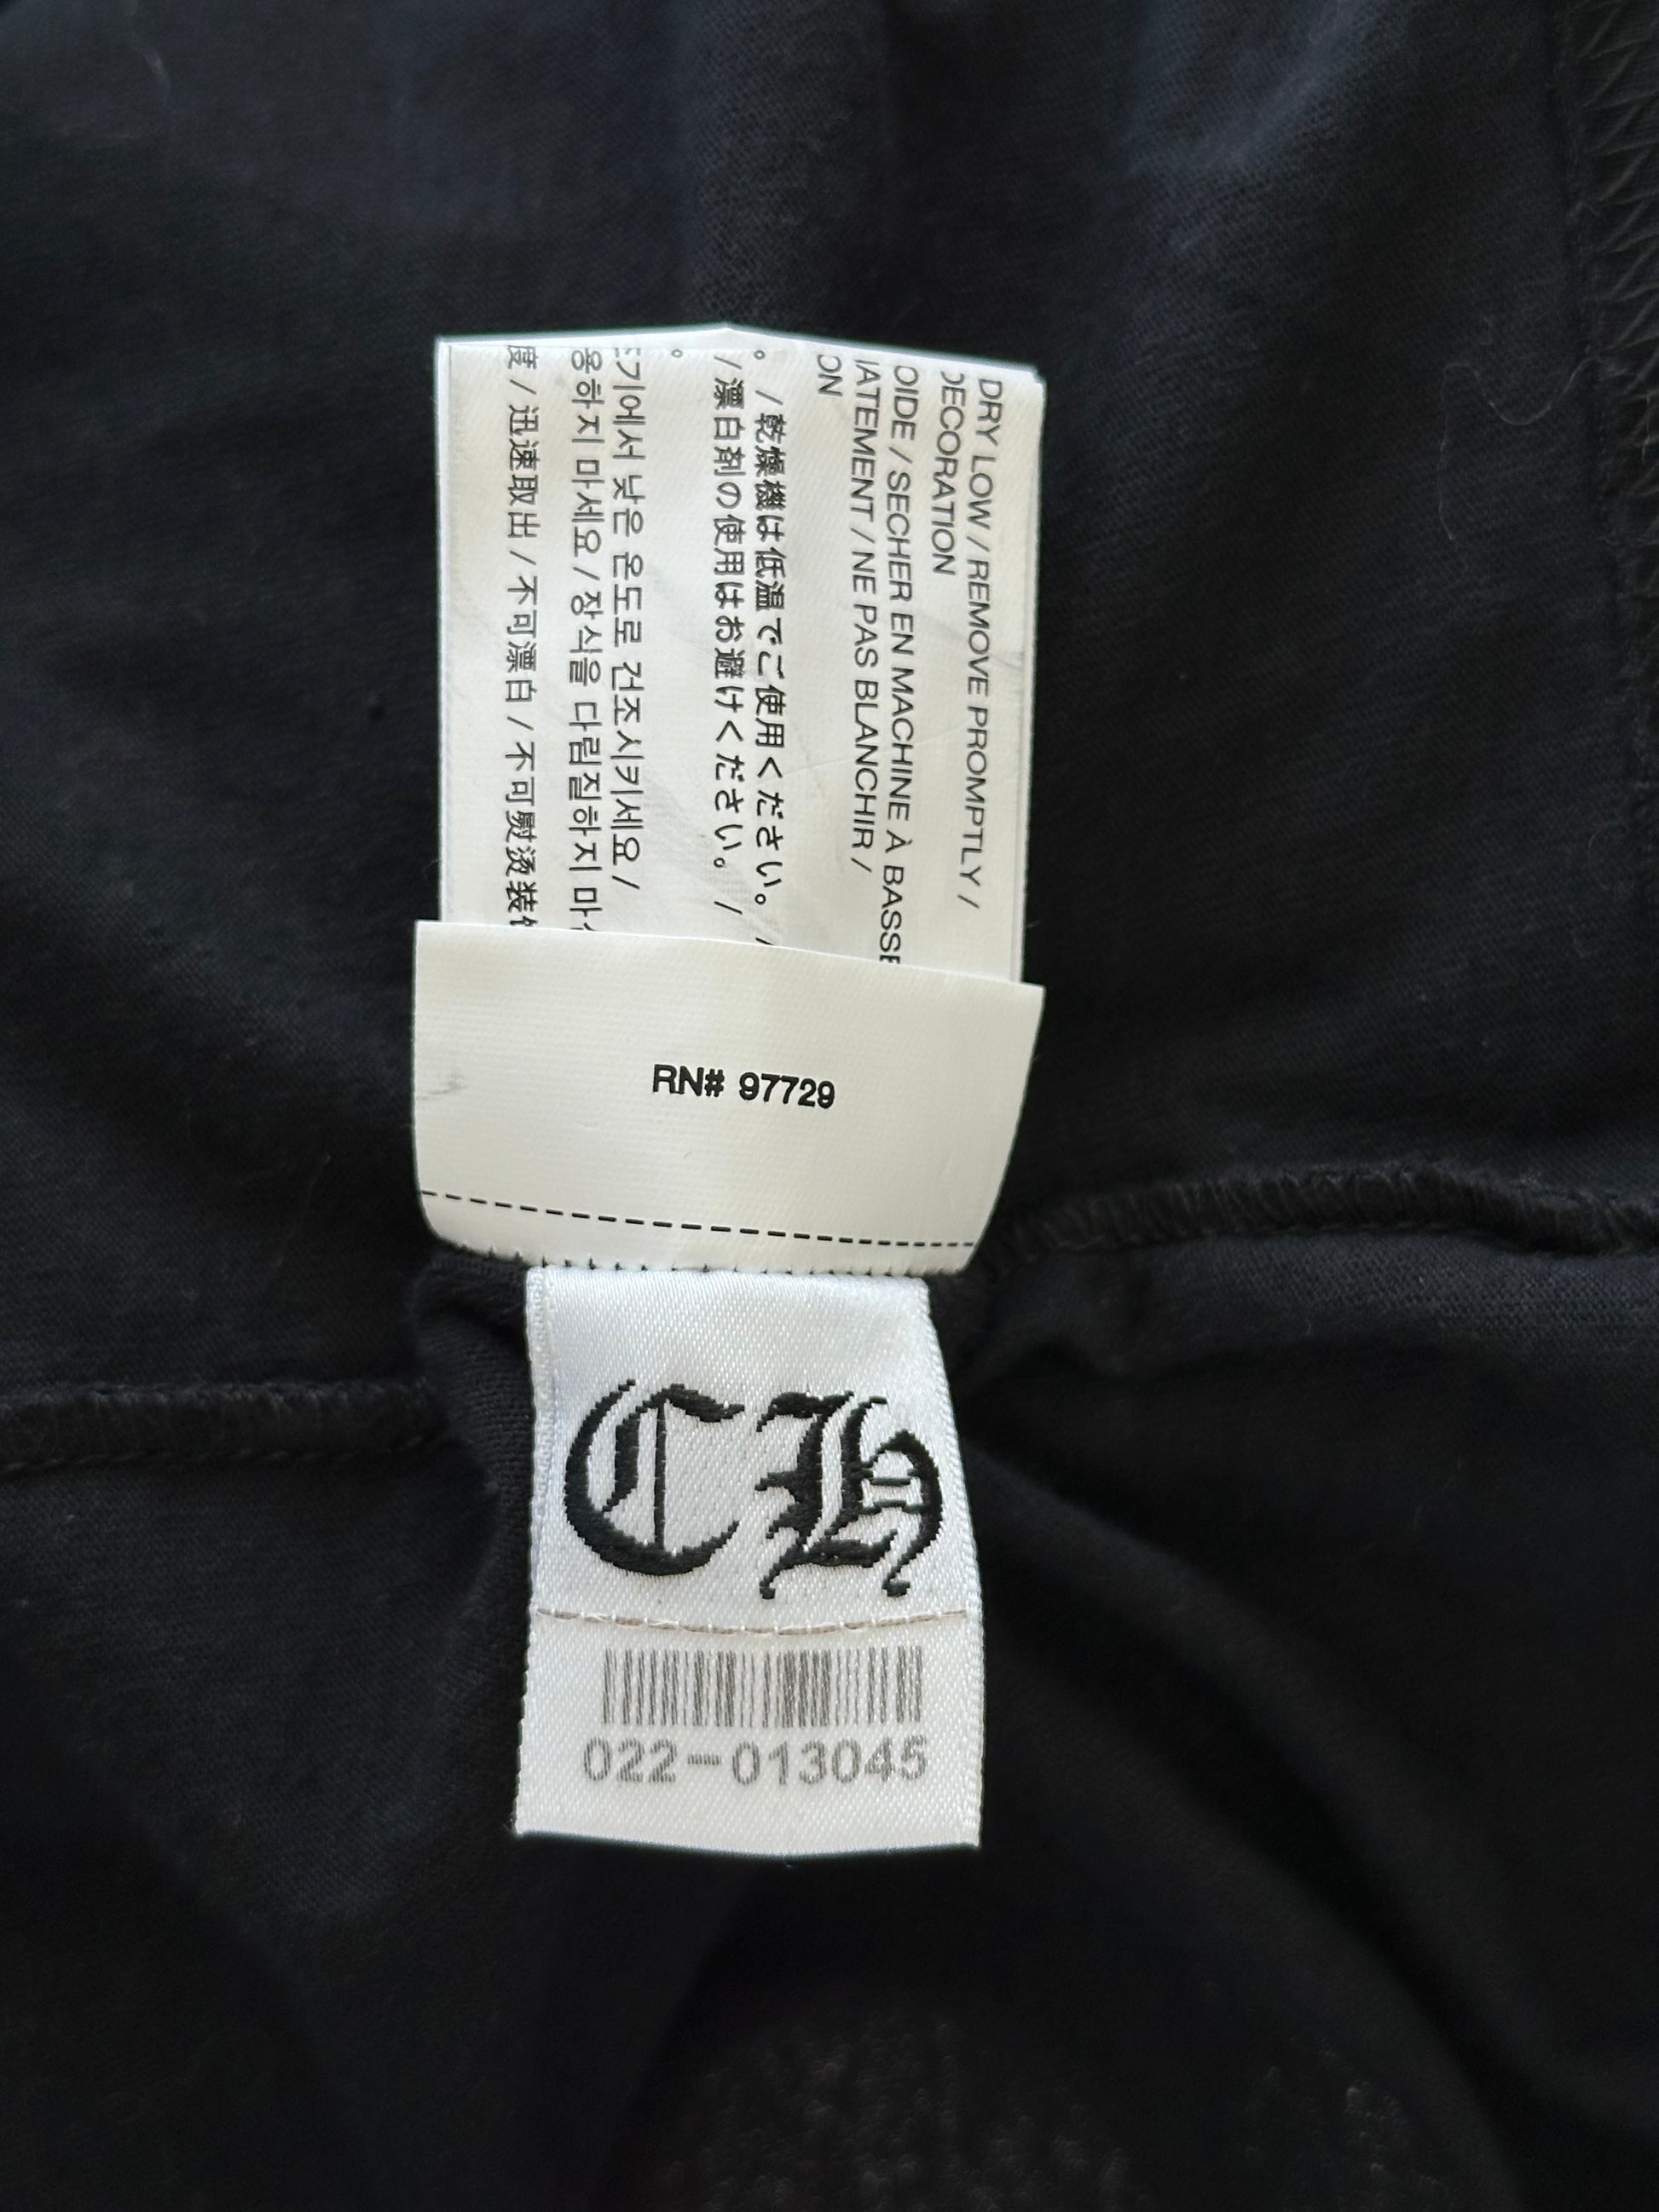 DRY LOW / REMOVE PROMPTLY /
DECORATION
OIDE / SECHER EN MACHINE À BASSE
IATEMENT / NE PAS BLANCHIR /
ON
。/ 乾燥機は低温でご使用ください。/
/ 漂白剤の使用はお避けください。/
。
기에서 낮은 온도로 건조시키세요 /
용하지 마세요 / 장식을 다림질하지 마
度 / 迅速取出 / 不可漂白 / 不可熨烫装
RN# 97729
CH
022-013045